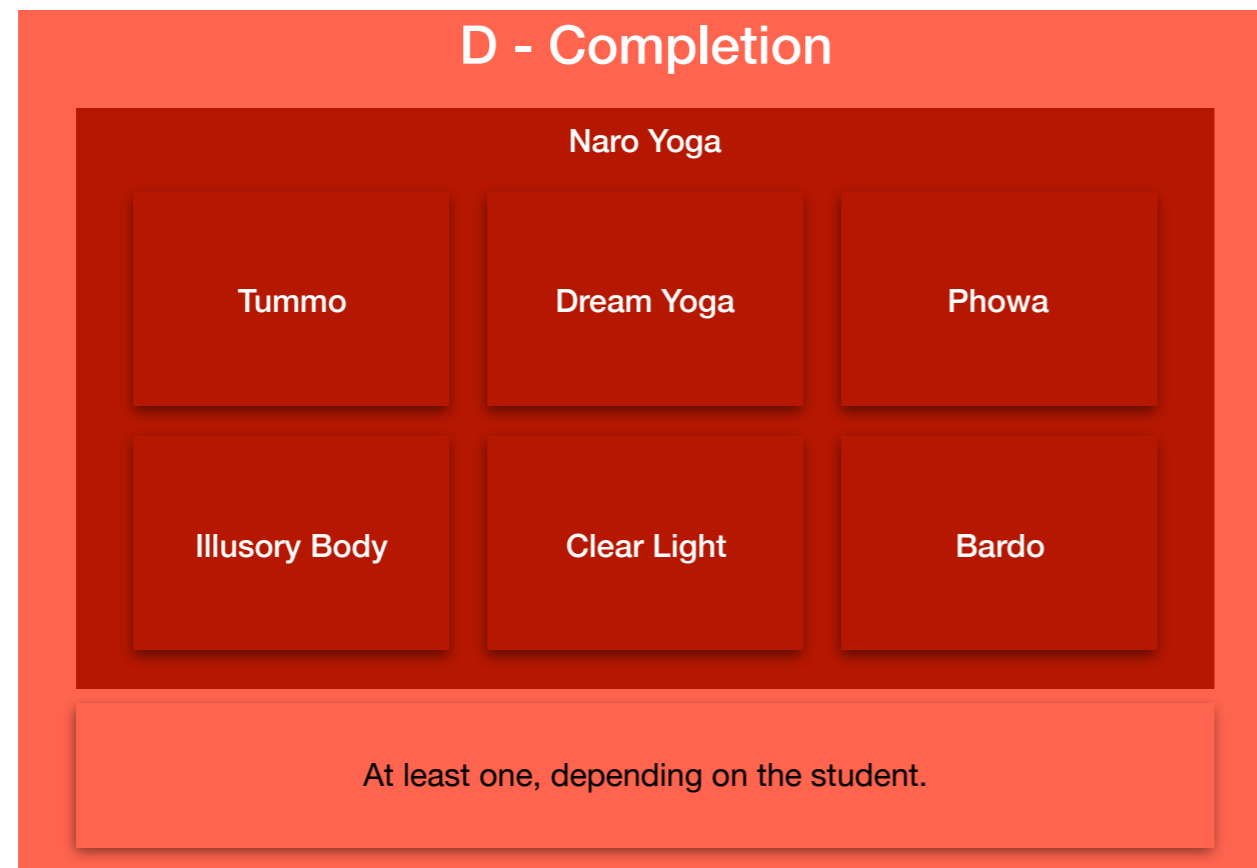 D - Completion
Naro Yoga
Tummo
Dream Yoga
Phowa
Illusory Body
Clear Light
Bardo
At least one, depending on the student.